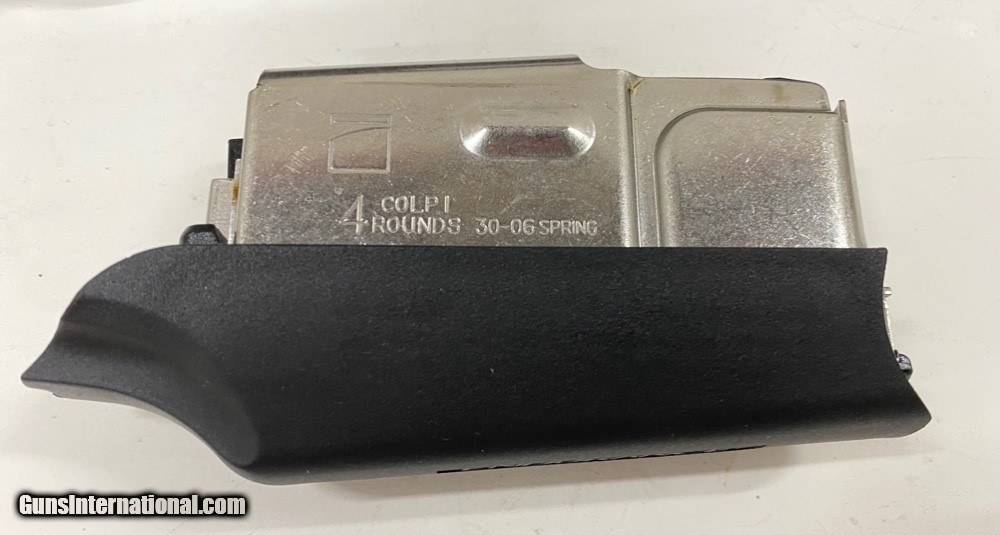 4 COLPI
ROUNDS 30-06 SPRING
GunsInternational.com